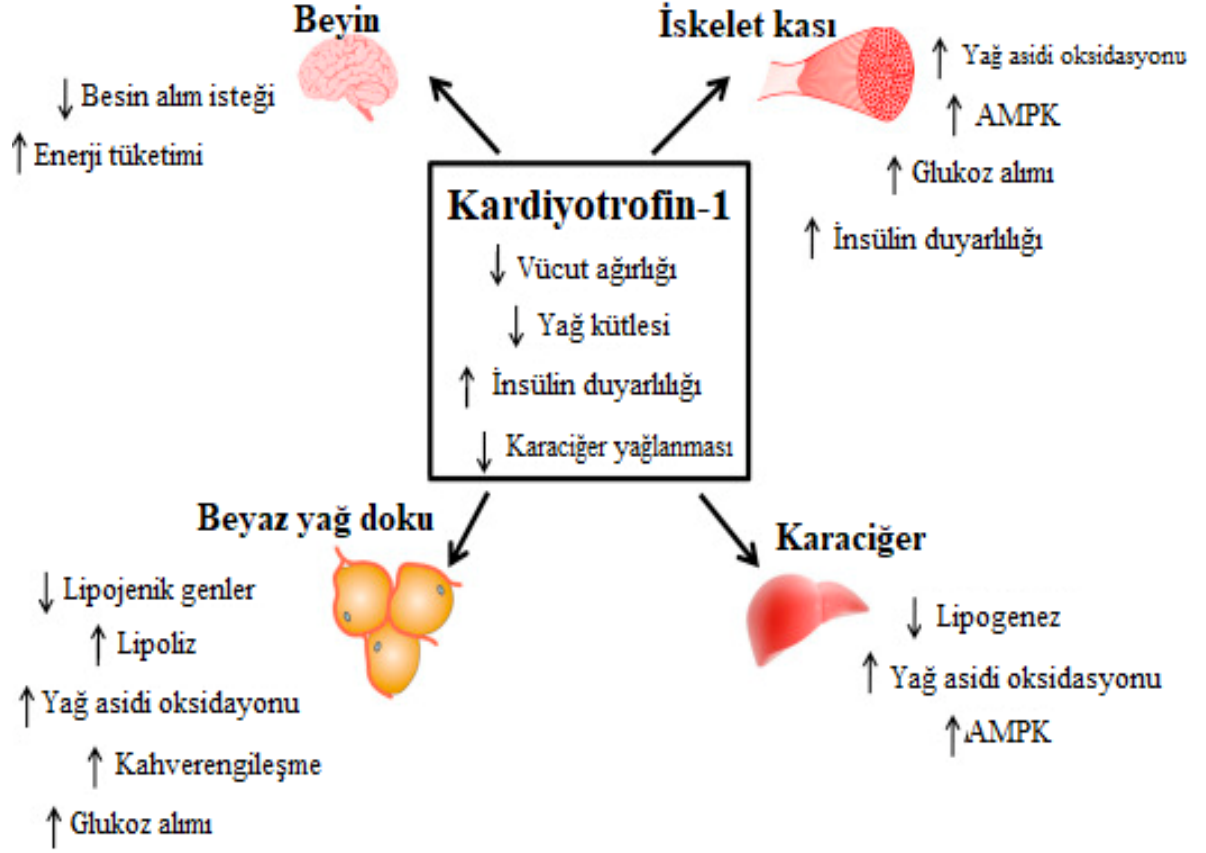 Beyin
↓ Besin alım isteği
↑ Enerji tüketimi
İskelet kası
↑ Yağ asidi oksidasyonu
↑ AMPK
↑ Glukoz alımı
↑ İnsülin duyarlılığı
Kardiyotrofin-1
↓ Vücut ağırlığı
↓ Yağ kütlesi
↑ İnsülin duyarlılığı
↓ Karaciğer yağlanması
Beyaz yağ doku
↓ Lipojenik genler
↑ Lipoliz
↑ Yağ asidi oksidayonu
↑ Kahverengileşme
↑ Glukoz alımı
Karaciğer
↓ Lipogenez
↑ Yağ asidi oksidasyonu
↑ AMPK